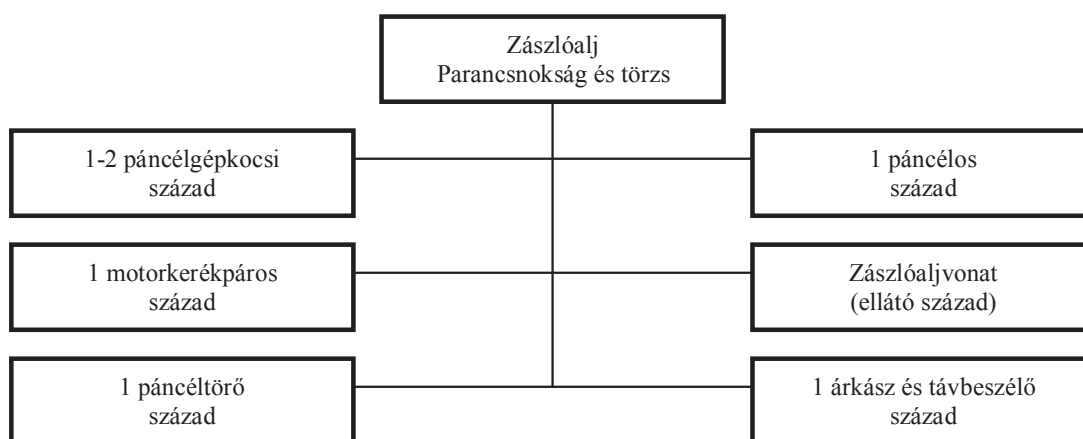 Zászlóalj
Parancsnokság és törzs
1-2 páncélgépkocsi
század
1 páncélos
század
1 motorkerékpáros
század
Zászlóaljvonat
(ellátó század)
1 páncéltörő
század
1 árkász és távbeszélő
század